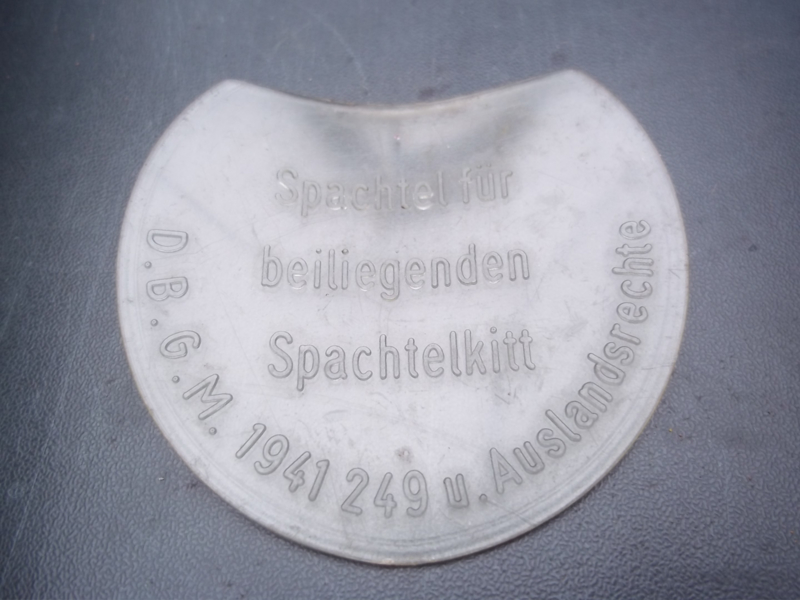 Spachtel für
beiliegenden
Spachtelkitt
D.B.G.M. 1941 249 u. Auslandsrechte